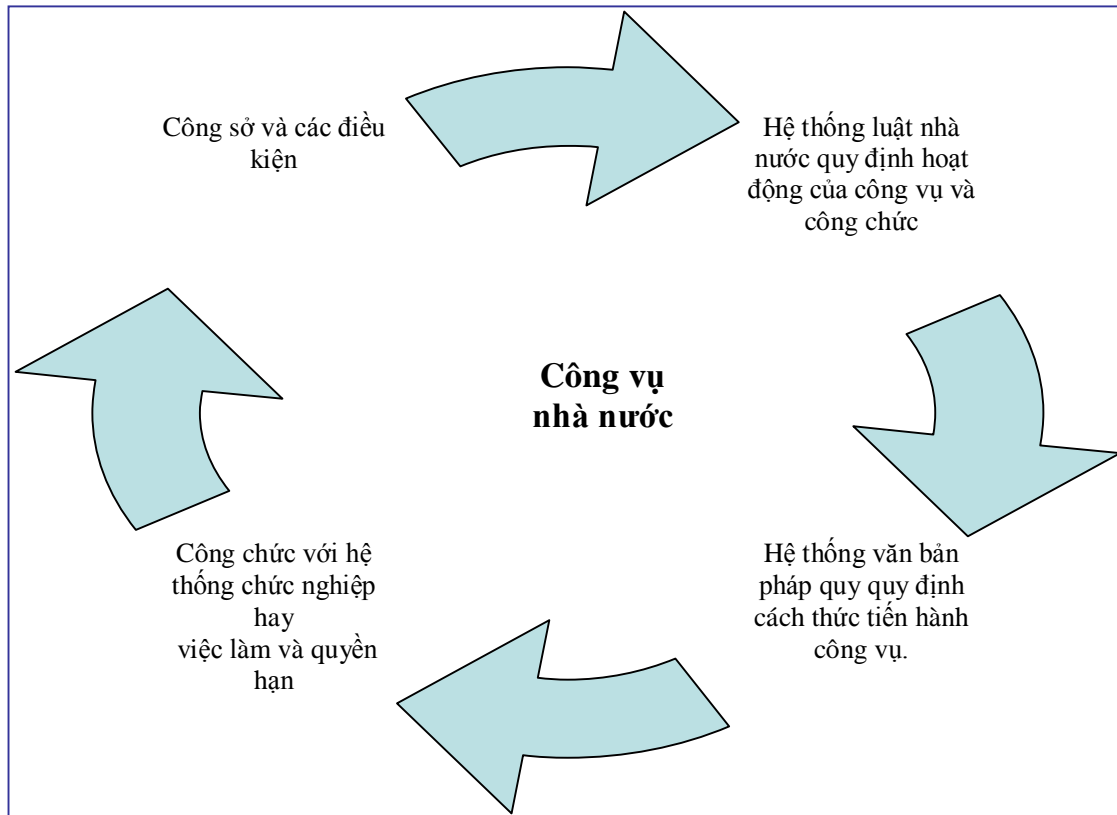 Công sở và các điều
kiện
Hệ thống luật nhà
nước quy định hoạt
động của công vụ và
công chức
Công vụ
nhà nước
Công chức với hệ
thống chức nghiệp
hay
việc làm và quyền
hạn
Hệ thống văn bản
pháp quy quy định
cách thức tiến hành
công vụ.